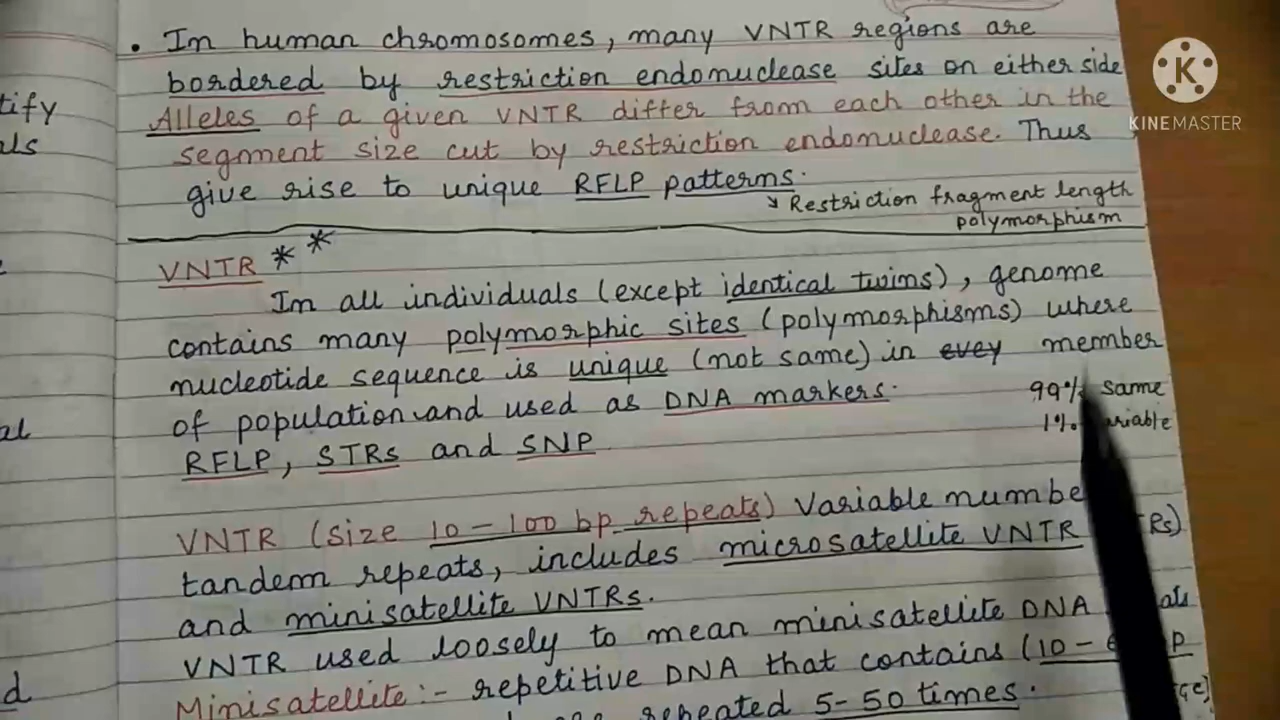 • In human chromosomes, many VNTR regions are
bordered by restriction endonuclease sites on either side
Alleles of a given VNTR differ from each other in the
segment size cut by restriction endonuclease. Thus
give rise to unique RFLP patterns.
↘ Restriction fragment length
polymorphism
KINEMASTER
tify
als
VNTR **
In all individuals (except identical twins), genome
contains many polymorphic sites (polymorphisms) where
nucleotide sequence is unique (not same) in evey member
of population and used as DNA markers.
99% same
1%
RFLP, STRs and SNP
al
VNTR (size 10-100 bp repeats) Variable numbe
tandem repeats, includes microsatellite VNTR Rs)
and minisatellite VNTRs.
VNTR used loosely to mean minisatellite DNA
Minisatellite:- repetitive DNA that contains (10-
d
repeated 5-50 times.